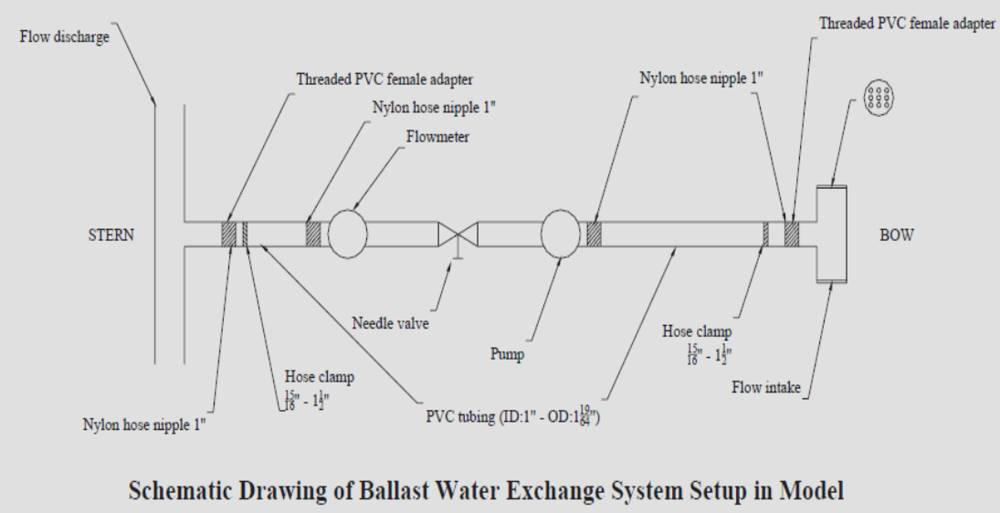 Threaded PVC female adapter
Flow discharge
Threaded PVC female adapter
Nylon hose nipple 1"
Nylon hose nipple 1"
Flowmeter
STERN
BOW
Needle valve
Hose clamp
15/16" - 1 1/2"
Pump
Hose clamp
15/16" - 1 1/2"
Flow intake
Nylon hose nipple 1"
PVC tubing (ID:1" - OD:1 19/64")
Schematic Drawing of Ballast Water Exchange System Setup in Model